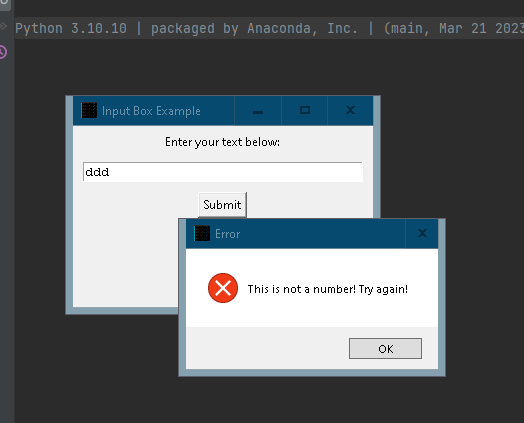 Python 3.10.10 | packaged by Anaconda, Inc. | (main, Mar 21 2023
Input Box Example
Enter your text below:
ddd
Submit
Error
This is not a number! Try again!
OK